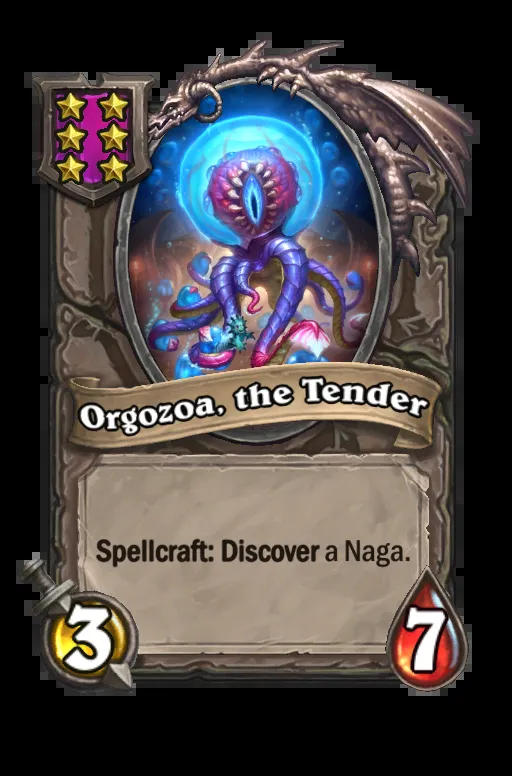 Orgozoa, the Tender
Spellcraft: Discover a Naga.
3
7